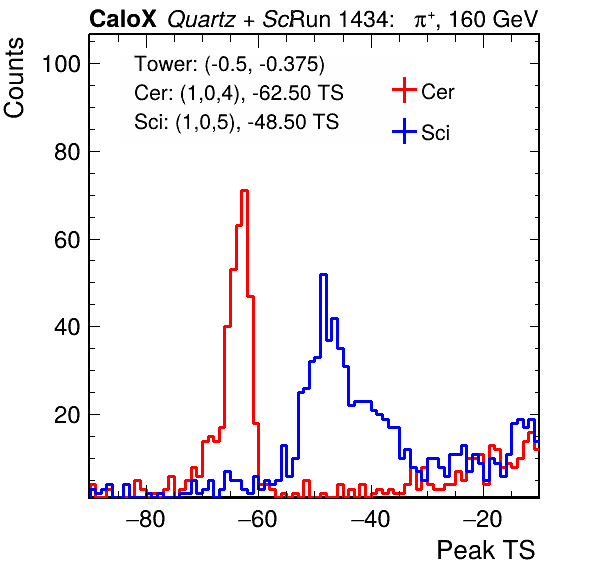 CaloX Quartz + Sci Run 1434: π⁺, 160 GeV
Counts
100
80
60
40
20
Tower: (-0.5, -0.375)
Cer: (1,0,4), -62.50 TS
Sci: (1,0,5), -48.50 TS
Cer
Sci
−80 −60 −40 −20
Peak TS